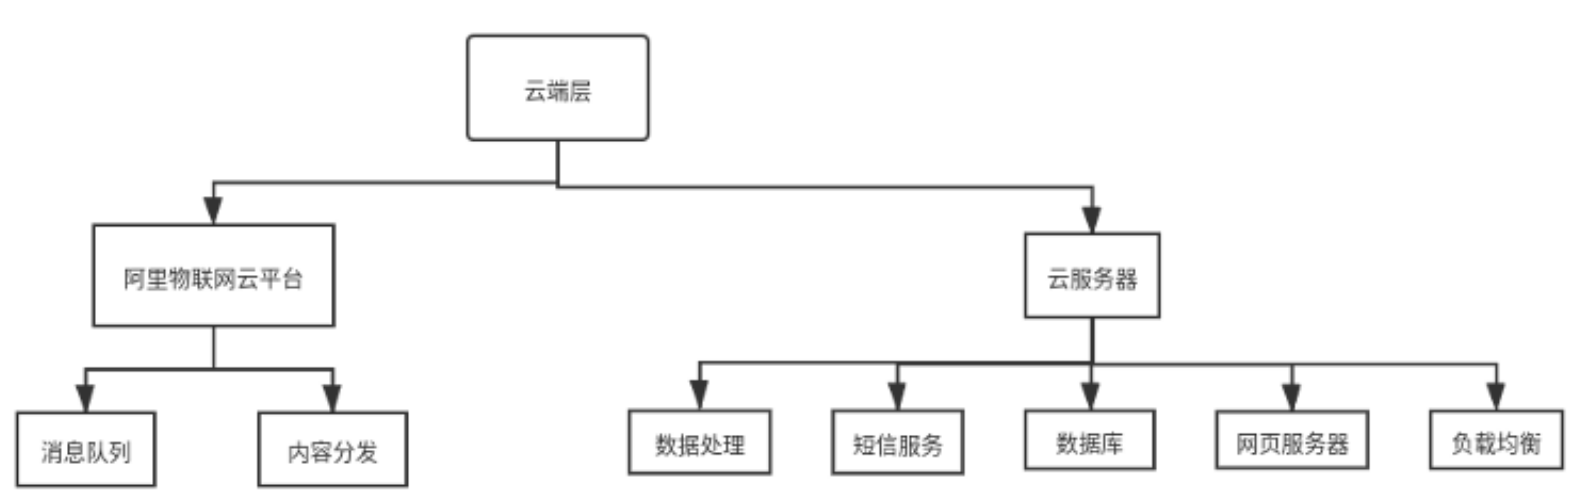 云端层
阿里物联网云平台
云服务器
消息队列
内容分发
数据处理
短信服务
数据库
网页服务器
负载均衡